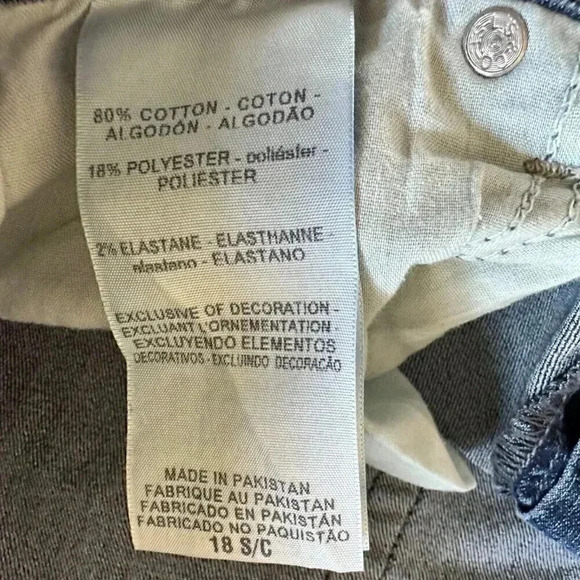 80% COTTON - COTON -
ALGODÓN - ALGODÃO
18% POLYESTER - poliéster -
POLIÉSTER
2% ELASTANE - ELASTHANNE -
elastano - ELASTANO
EXCLUSIVE OF DECORATION -
EXCLUANT L'ORNEMENTATION -
EXCLUYENDO ELEMENTOS
DECORATIVOS - EXCLUINDO DECORAÇÃO
MADE IN PAKISTAN
FABRIQUE AU PAKISTAN
FABRICADO EN PAKISTÁN
FABRICADO NO PAQUISTÃO
18 S/C